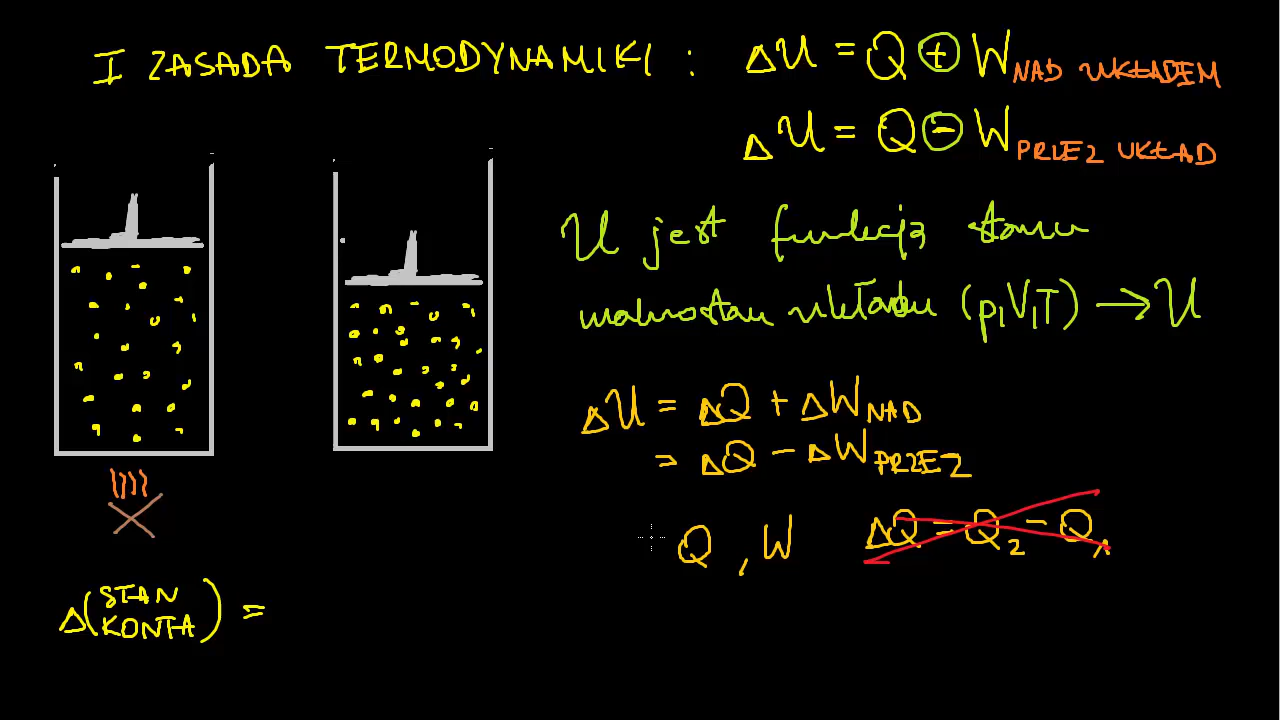 I ZASADA TERMODYNAMIKI : ΔU = Q + W NAD UKŁADEM
ΔU = Q - W PRZEZ UKŁAD
U jest funkcją stanu
makrostan układu (p,V,T) → U
ΔU = ΔQ + ΔW NAD
= ΔQ - ΔW PRZEZ
Q , W ΔQ = Q₂ - Q₁
Δ(STAN KONTA) =